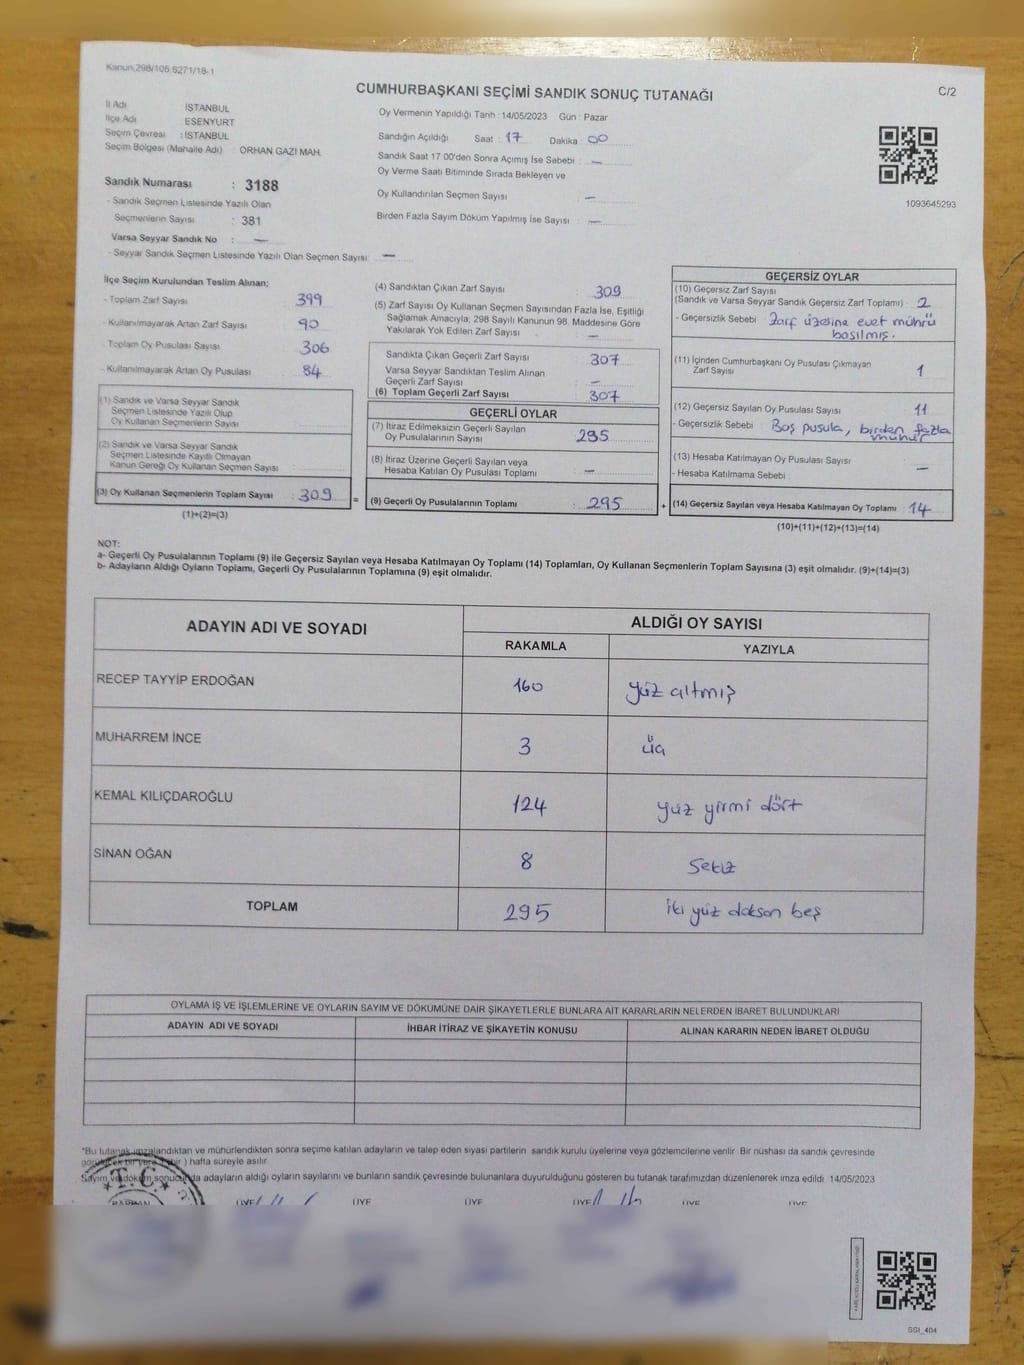 Kanun:298/105,6271/18-1
CUMHURBAŞKANI SEÇİMİ SANDIK SONUÇ TUTANAĞI
C/2
İl Adı İSTANBUL
İlçe Adı ESENYURT
Seçim Çevresi : İSTANBUL
Seçim Bölgesi (Mahalle Adı) : ORHAN GAZİ MAH.
Sandık Numarası : 3188
- Sandık Seçmen Listesinde Yazılı Olan
Seçmenlerin Sayısı : 381
Varsa Seyyar Sandık No : —
- Seyyar Sandık Seçmen Listesinde Yazılı Olan Seçmen Sayısı: —
Oy Vermenin Yapıldığı Tarih : 14/05/2023 Gün : Pazar
Sandığın Açıldığı Saat : 17 Dakika : 00
Sandık Saat 17:00'den Sonra Açımış İse Sebebi : —
Oy Verme Saati Bitiminde Sırada Bekleyen ve
Oy Kullandırılan Seçmen Sayısı : —
Birden Fazla Sayım Döküm Yapılmış İse Sayısı : —
1093645293
İlçe Seçim Kurulundan Teslim Alınan;
- Toplam Zarf Sayısı : 399
- Kullanılmayarak Artan Zarf Sayısı : 90
- Toplam Oy Pusulası Sayısı : 306
- Kullanılmayarak Artan Oy Pusulası : 84
(1) Sandık ve Varsa Seyyar Sandık
Seçmen Listesinde Yazılı Olup
Oy Kullanan Seçmenlerin Sayısı :
(2) Sandık ve Varsa Seyyar Sandık
Seçmen Listesinde Kayıtlı Olmayan
Kanun Gereği Oy Kullanan Seçmen Sayısı :
(3) Oy Kullanan Seçmenlerin Toplam Sayısı : 309
(1)+(2)=(3)
(4) Sandıktan Çıkan Zarf Sayısı : 309
(5) Zarf Sayısı Oy Kullanan Seçmen Sayısından Fazla İse, Eşitliği
Sağlamak Amacıyla, 298 Sayılı Kanunun 98. Maddesine Göre
Yakılarak Yok Edilen Zarf Sayısı : —
Sandıkta Çıkan Geçerli Zarf Sayısı : 307
Varsa Seyyar Sandıktan Teslim Alınan
Geçerli Zarf Sayısı : —
(6) Toplam Geçerli Zarf Sayısı : 307
GEÇERLİ OYLAR
(7) İtiraz Edilmeksizin Geçerli Sayılan
Oy Pusulalarının Sayısı : 295
(8) İtiraz Üzerine Geçerli Sayılan veya
Hesaba Katılan Oy Pusulası Toplamı : —
= (9) Geçerli Oy Pusulalarının Toplamı : 295
GEÇERSİZ OYLAR
(10) Geçersiz Zarf Sayısı
(Sandık ve Varsa Seyyar Sandık Geçersiz Zarf Toplamı) : 2
- Geçersizlik Sebebi : Zarf üzerine evet mührü
basılmış.
(11) İçinden Cumhurbaşkanı Oy Pusulası Çıkmayan
Zarf Sayısı : 1
(12) Geçersiz Sayılan Oy Pusulası Sayısı : 11
- Geçersizlik Sebebi : Boş pusula, birden fazla
mühür
(13) Hesaba Katılmayan Oy Pusulası Sayısı : —
- Hesaba Katılmama Sebebi :
+ (14) Geçersiz Sayılan veya Hesaba Katılmayan Oy Toplamı : 14
(10)+(11)+(12)+(13)=(14)
NOT:
a- Geçerli Oy Pusulalarının Toplamı (9) ile Geçersiz Sayılan veya Hesaba Katılmayan Oy Toplamı (14) Toplamları, Oy Kullanan Seçmenlerin Toplam Sayısına (3) eşit olmalıdır. (9)+(14)=(3)
b- Adayların Aldığı Oyların Toplamı, Geçerli Oy Pusulalarının Toplamına (9) eşit olmalıdır.
ADAYIN ADI VE SOYADI
ALDIĞI OY SAYISI
RAKAMLA YAZIYLA
RECEP TAYYİP ERDOĞAN 160 yüz altmış
MUHARREM İNCE 3 üç
KEMAL KILIÇDAROĞLU 124 yüz yirmi dört
SİNAN OĞAN 8 Sekiz
TOPLAM 295 iki yüz doksan beş
OYLAMA İŞ VE İŞLEMLERİNE VE OYLARIN SAYIM VE DÖKÜMÜNE DAİR ŞİKAYETLERLE BUNLARA AİT KARARLARIN NELERDEN İBARET BULUNDUKLARI
ADAYIN ADI VE SOYADI İHBAR İTİRAZ VE ŞİKAYETİN KONUSU ALINAN KARARIN NEDEN İBARET OLDUĞU
*Bu tutanak imzalandıktan ve mühürlendikten sonra seçime katılan adayların ve talep eden siyasi partilerin sandık kurulu üyelerine veya gözlemcilerine verilir. Bir nüshası da sandık çevresinde
görülecek bir yere ) hafta süreyle asılır.
Sayım ve döküm sonucunda adayların aldığı oyların sayılarını ve bunların sandık çevresinde bulunanlara duyurulduğunu gösteren bu tutanak tarafımızdan düzenlenerek imza edildi. 14/05/2023
T.C.
BAŞKAN ÜYE ÜYE ÜYE ÜYE ÜYE
SSİ_404